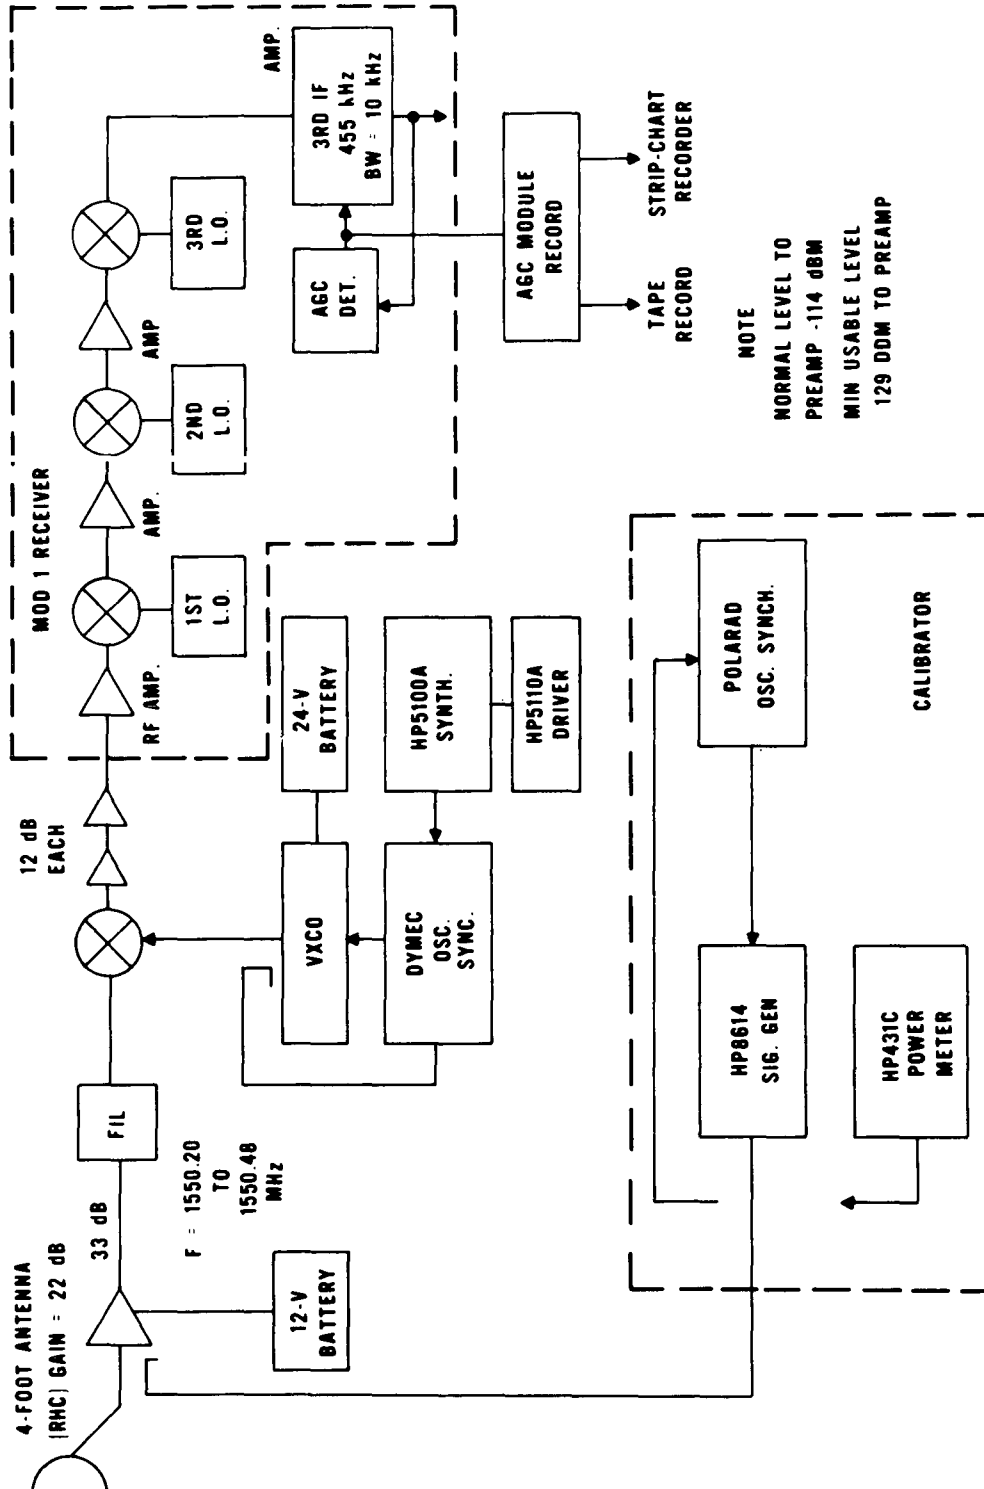 4-FOOT ANTENNA
(RHC) GAIN = 22 dB
33 dB
FIL
F = 1550.20
TO
1550.48
MHz
12-V
BATTERY
12 dB
EACH
VXCO
DYMEC
OSC.
SYNC.
24-V
BATTERY
HP5100A
SYNTH.
HP5110A
DRIVER
MOD 1 RECEIVER
RF AMP.
1ST
L.O.
AMP.
2ND
L.O.
AMP
3RD
L.O.
AMP.
3RD IF
455 kHz
BW = 10 kHz
AGC
DET.
AGC MODULE
RECORD
TAPE
RECORD
STRIP-CHART
RECORDER
NOTE
NORMAL LEVEL TO
PREAMP -114 dBM
MIN USABLE LEVEL
129 DDM TO PREAMP
HP8614
SIG. GEN
HP431C
POWER
METER
POLARAD
OSC. SYNCH.
CALIBRATOR